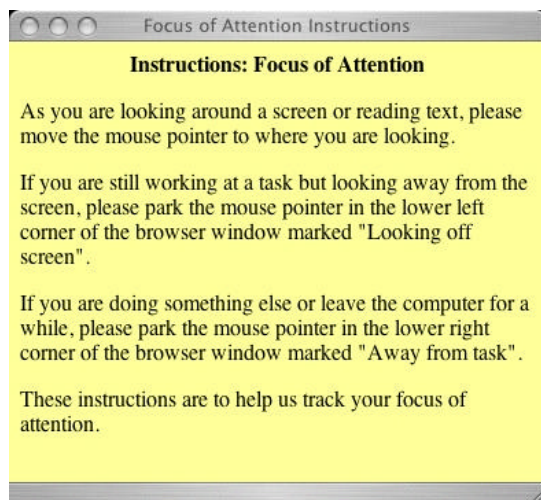 Focus of Attention Instructions
Instructions: Focus of Attention
As you are looking around a screen or reading text, please
move the mouse pointer to where you are looking.
If you are still working at a task but looking away from the
screen, please park the mouse pointer in the lower left
corner of the browser window marked "Looking off
screen".
If you are doing something else or leave the computer for a
while, please park the mouse pointer in the lower right
corner of the browser window marked "Away from task".
These instructions are to help us track your focus of
attention.